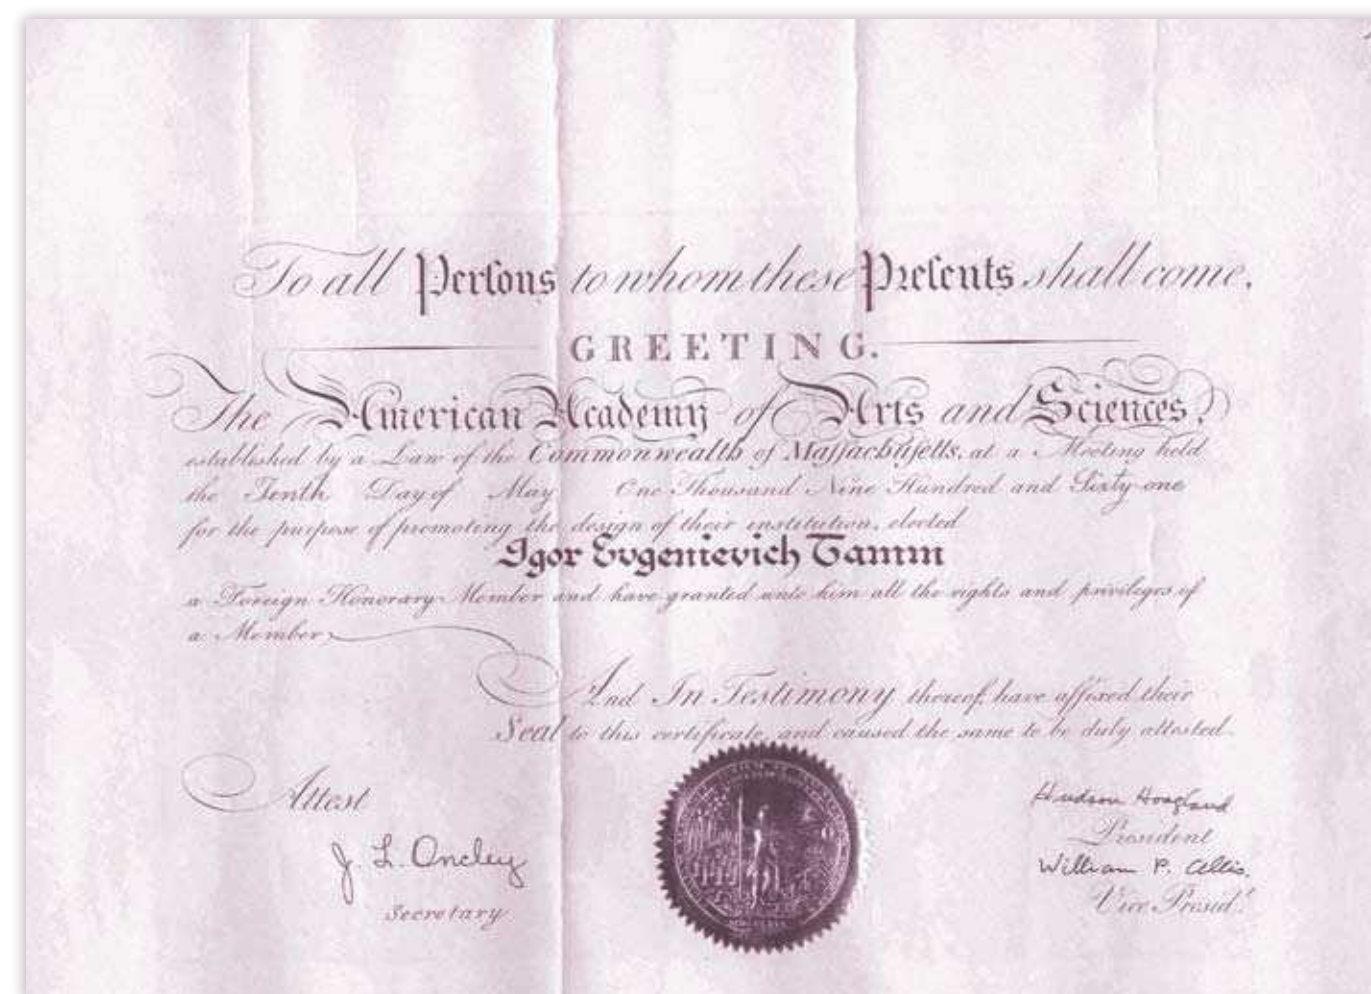 To all Persons to whom these Presents shall come,
GREETING.
The American Academy of Arts and Sciences,
established by a Law of the Commonwealth of Massachusetts, at a Meeting held
the Tenth Day of May One Thousand Nine Hundred and Sixty-one
for the purpose of promoting the design of their institution, elected
Igor Evgenievich Tamm
a Foreign Honorary Member and have granted unto him all the rights and privileges of
a Member.
And In Testimony thereof, have affixed their
Seal to this certificate, and caused the same to be duly attested.
Attest
J. L. Oncley
Secretary
Hudson Hoagland
President
William P. Allis.
Vice Presidt.